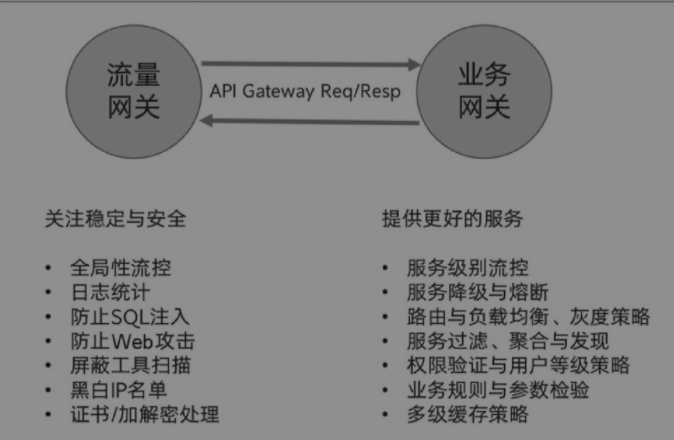 流量
网关
API Gateway Req/Resp
业务
网关
关注稳定与安全
• 全局性流控
• 日志统计
• 防止SQL注入
• 防止Web攻击
• 屏蔽工具扫描
• 黑白IP名单
• 证书/加解密处理
提供更好的服务
• 服务级别流控
• 服务降级与熔断
• 路由与负载均衡、灰度策略
• 服务过滤、聚合与发现
• 权限验证与用户等级策略
• 业务规则与参数检验
• 多级缓存策略